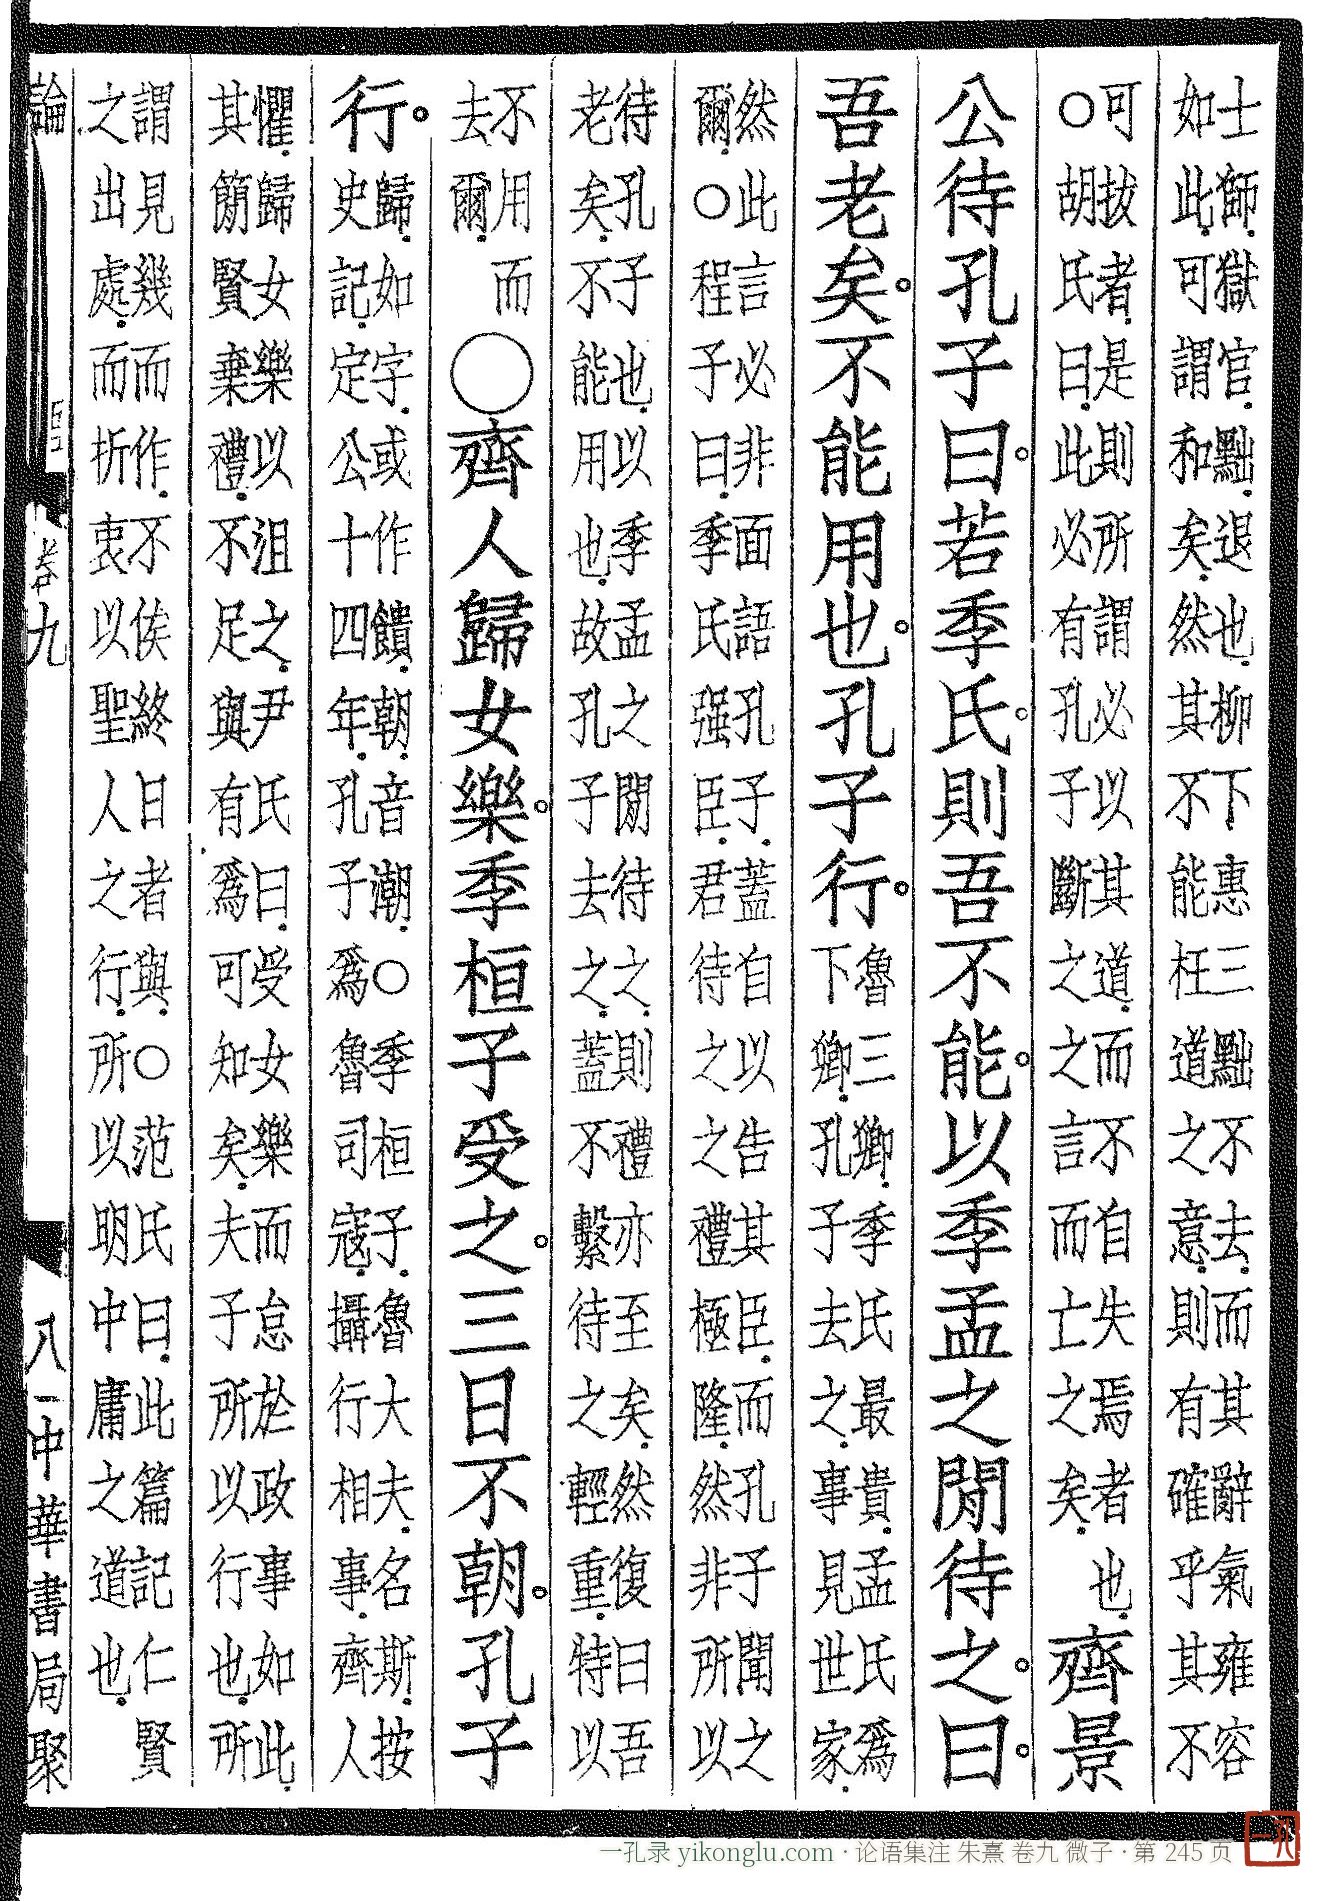 士師。獄官。黜。退也。柳下惠三黜不去。而其辭氣雍容
如此。可謂和矣。然其不能枉道之意。則有確乎其不
可拔者。是則所謂必以其道。而不自失焉者也。
○胡氏曰。此必有孔子斷之之言而亡之矣。
齊景
公待孔子曰。若季氏則吾不能。以季孟之閒待之。曰。
吾老矣。不能用也。孔子行。
魯三卿。季氏最貴。孟氏爲
下卿。孔子去之。事見世家。
然此言必非面語孔子。蓋自以告其臣。而孔子聞之
爾。○程子曰。季氏强臣。君待之之禮極隆。然非所以
待孔子也。以季孟之閒待之。則禮亦至矣。然復曰吾
老矣。不能用也。故孔子去之。蓋不繫待之輕重。特以
不用而
去爾。
○齊人歸女樂。季桓子受之。三日不朝。孔子
行。
歸。如字。或作饋。朝。音潮。○季桓子。魯大夫。名斯。按
史記。定公十四年。孔子爲魯司寇。攝行相事。齊人
懼。歸女樂以沮之。尹氏曰。受女樂而怠於政事如此。
其簡賢棄禮。不足與有爲可知矣。夫子所以行也。所
謂見幾而作。不俟終日者與。○范氏曰。此篇記仁賢
之出處。而折衷以聖人之行。所以明中庸之道也。
論
卷九
八一中華書局聚
一孔录 yikonglu.com · 论语集注 朱熹 卷九 微子 · 第 245 页